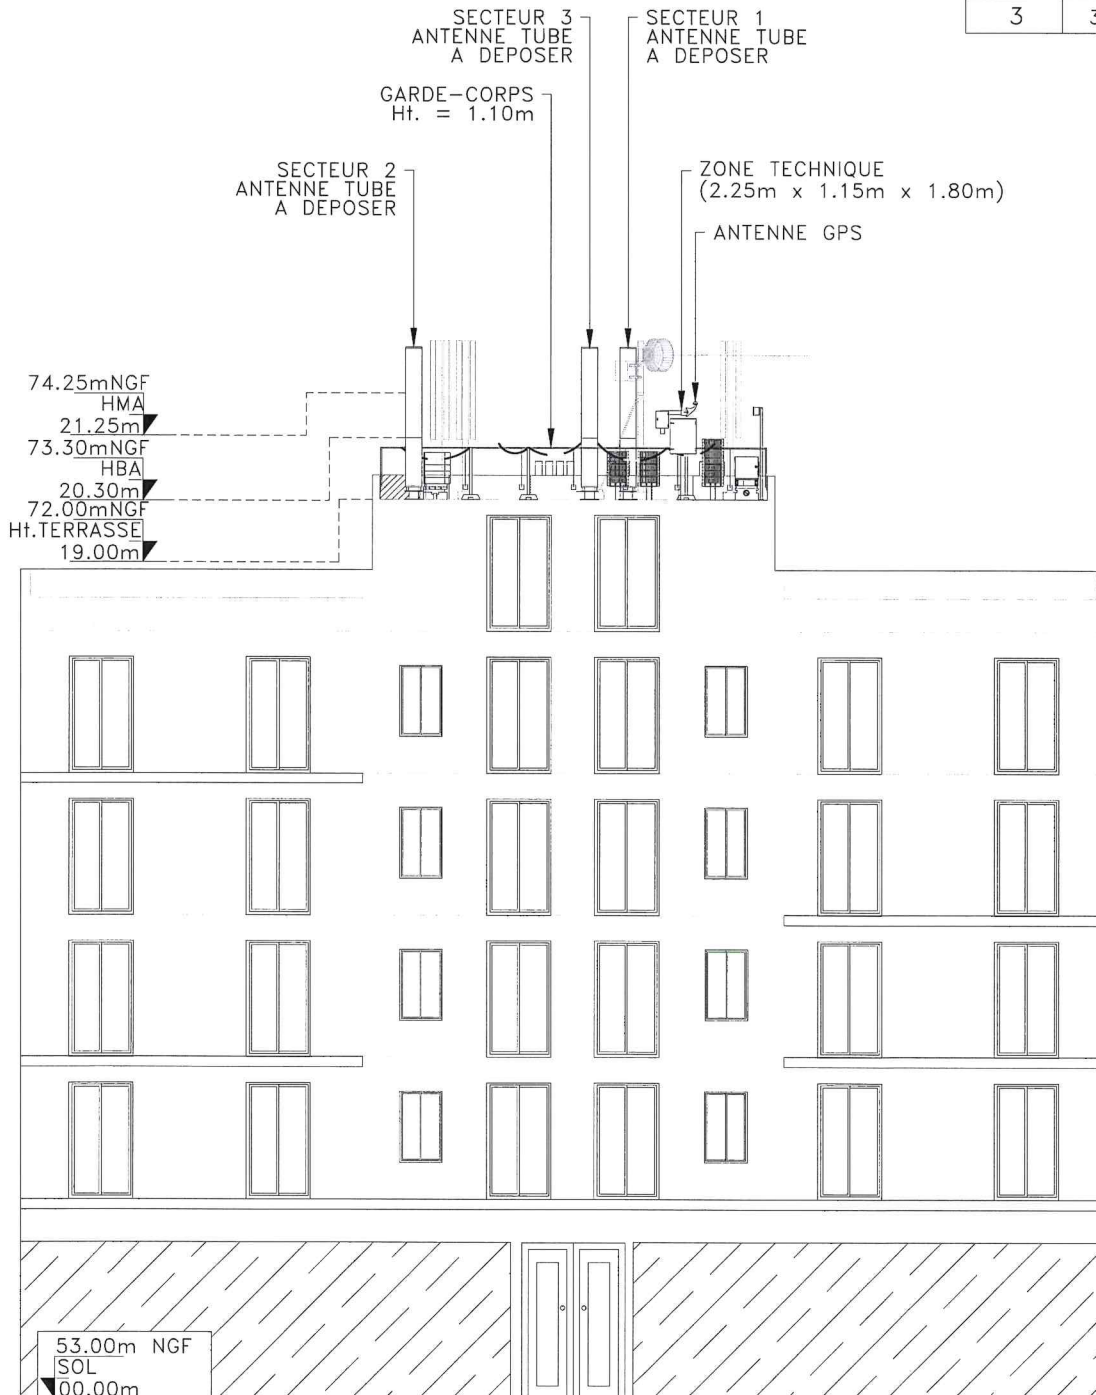 3
SECTEUR 3
ANTENNE TUBE
A DEPOSER
SECTEUR 1
ANTENNE TUBE
A DEPOSER
GARDE-CORPS
Ht. = 1.10m
SECTEUR 2
ANTENNE TUBE
A DEPOSER
ZONE TECHNIQUE
(2.25m x 1.15m x 1.80m)
ANTENNE GPS
74.25mNGF
HMA
21.25m
73.30mNGF
HBA
20.30m
72.00mNGF
Ht.TERRASSE
19.00m
53.00m NGF
SOL
00.00m